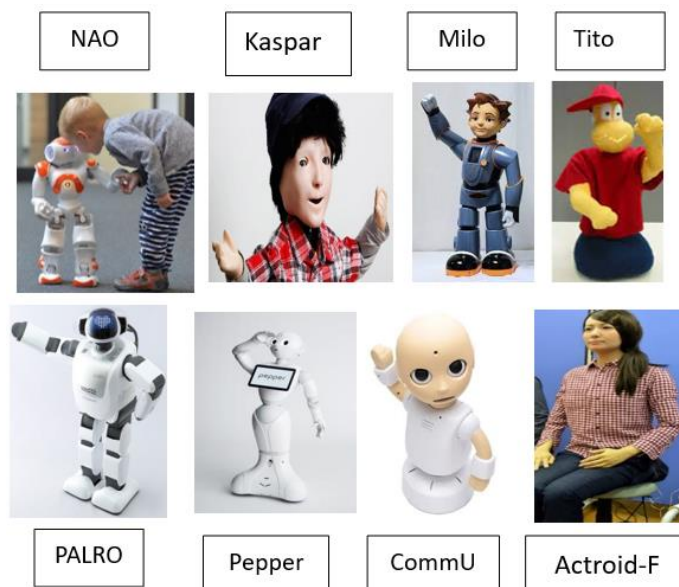 NAO
Kaspar
Milo
Tito
pepper
PALRO
Pepper
CommU
Actroid-F